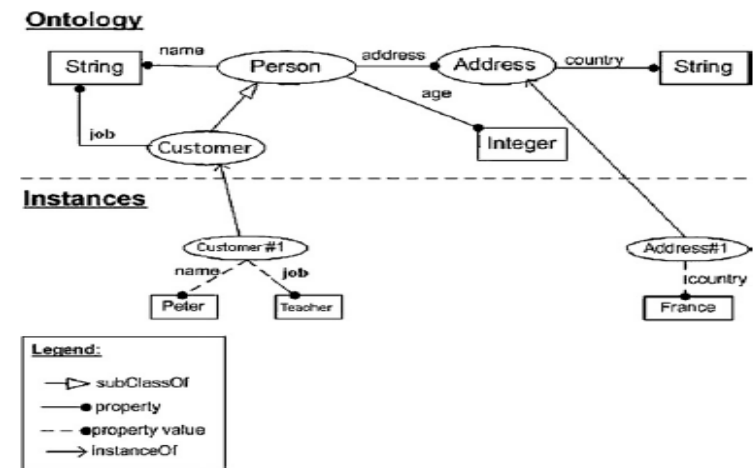 Ontology
name
address
country
String
Person
Address
String
age
job
Integer
Customer
Instances
Customer#1
Address#1
name
job
country
Peter
Teacher
France
Legend:
subClassOf
property
property value
instanceOf